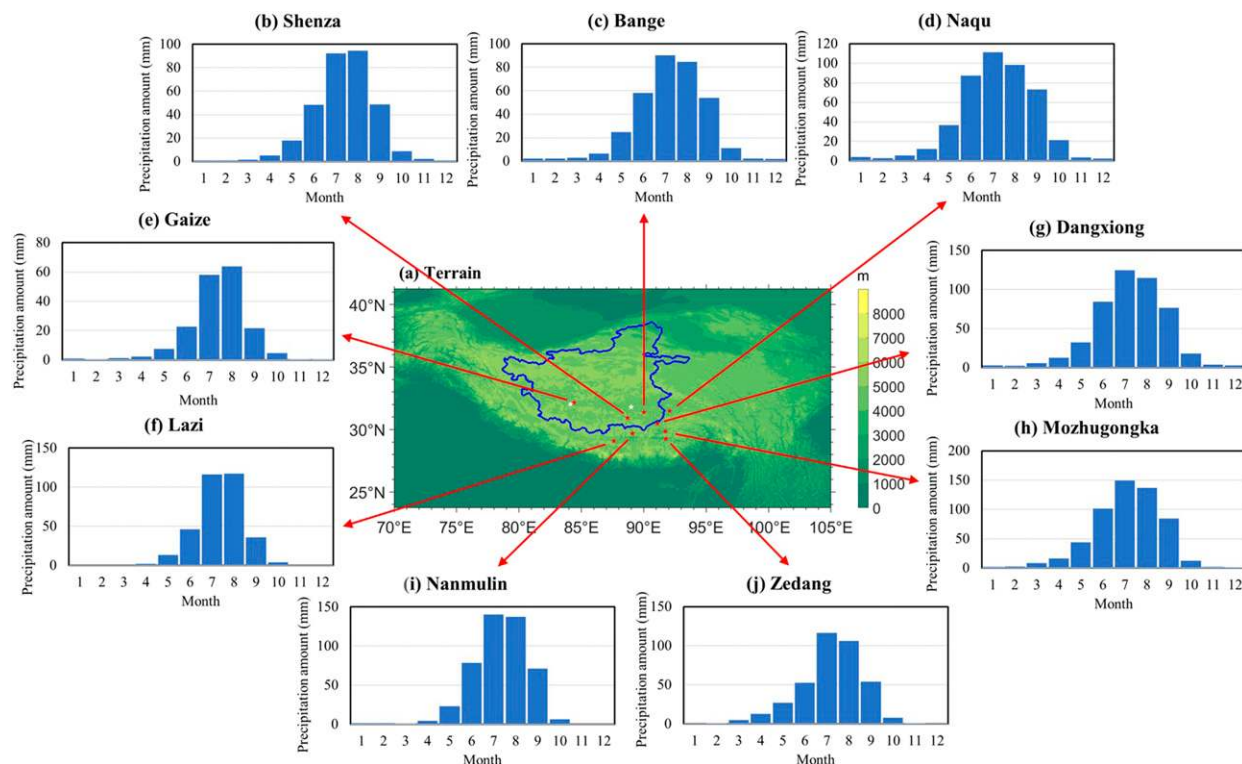 (b) Shenza
Precipitation amount (mm)
100
80
60
40
20
0
1 2 3 4 5 6 7 8 9 10 11 12
Month
(c) Bange
Precipitation amount (mm)
100
80
60
40
20
0
1 2 3 4 5 6 7 8 9 10 11 12
Month
(d) Naqu
Precipitation amount (mm)
120
100
80
60
40
20
0
1 2 3 4 5 6 7 8 9 10 11 12
Month
(e) Gaize
Precipitation amount (mm)
80
60
40
20
0
1 2 3 4 5 6 7 8 9 10 11 12
Month
(a) Terrain
m
40°N
35°N
30°N
25°N
70°E 75°E 80°E 85°E 90°E 95°E 100°E 105°E
8000
7000
6000
5000
4000
3000
2000
1000
0
(g) Dangxiong
Precipitation amount (mm)
150
100
50
0
1 2 3 4 5 6 7 8 9 10 11 12
Month
(f) Lazi
Precipitation amount (mm)
150
100
50
0
1 2 3 4 5 6 7 8 9 10 11 12
Month
(h) Mozhugongka
Precipitation amount (mm)
200
150
100
50
0
1 2 3 4 5 6 7 8 9 10 11 12
Month
(i) Nanmulin
Precipitation amount (mm)
150
100
50
0
1 2 3 4 5 6 7 8 9 10 11 12
Month
(j) Zedang
Precipitation amount (mm)
150
100
50
0
1 2 3 4 5 6 7 8 9 10 11 12
Month